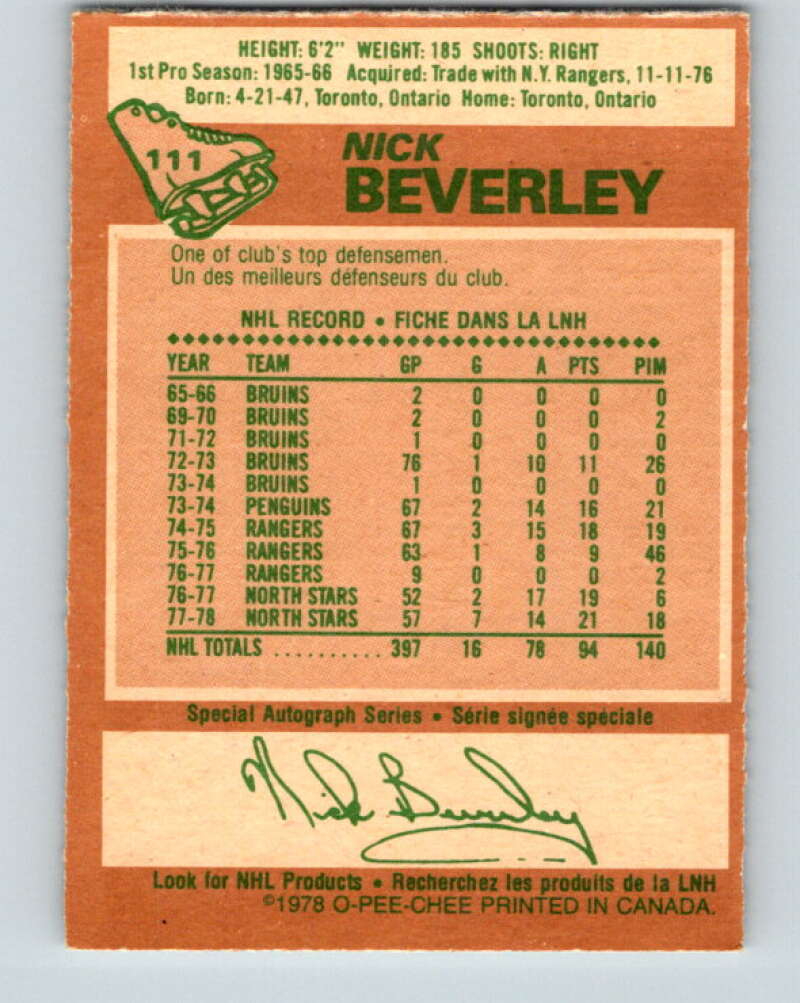 HEIGHT: 6'2" WEIGHT: 185 SHOOTS: RIGHT
1st Pro Season: 1965-66 Acquired: Trade with N.Y. Rangers, 11-11-76
Born: 4-21-47, Toronto, Ontario Home: Toronto, Ontario
111
NICK
BEVERLEY
One of club's top defensemen.
Un des meilleurs défenseurs du club.
NHL RECORD • FICHE DANS LA LNH
YEAR TEAM GP G A PTS PIM
65-66 BRUINS 2 0 0 0 0
69-70 BRUINS 2 0 0 0 2
71-72 BRUINS 1 0 0 0 0
72-73 BRUINS 76 1 10 11 26
73-74 BRUINS 1 0 0 0 0
73-74 PENGUINS 67 2 14 16 21
74-75 RANGERS 67 3 15 18 19
75-76 RANGERS 63 1 8 9 46
76-77 RANGERS 9 0 0 0 2
76-77 NORTH STARS 52 2 17 19 6
77-78 NORTH STARS 57 7 14 21 18
NHL TOTALS .......... 397 16 78 94 140
Special Autograph Series • Série signée spéciale
Nick Beverley
Look for NHL Products • Recherchez les produits de la LNH
©1978 O-PEE-CHEE PRINTED IN CANADA.